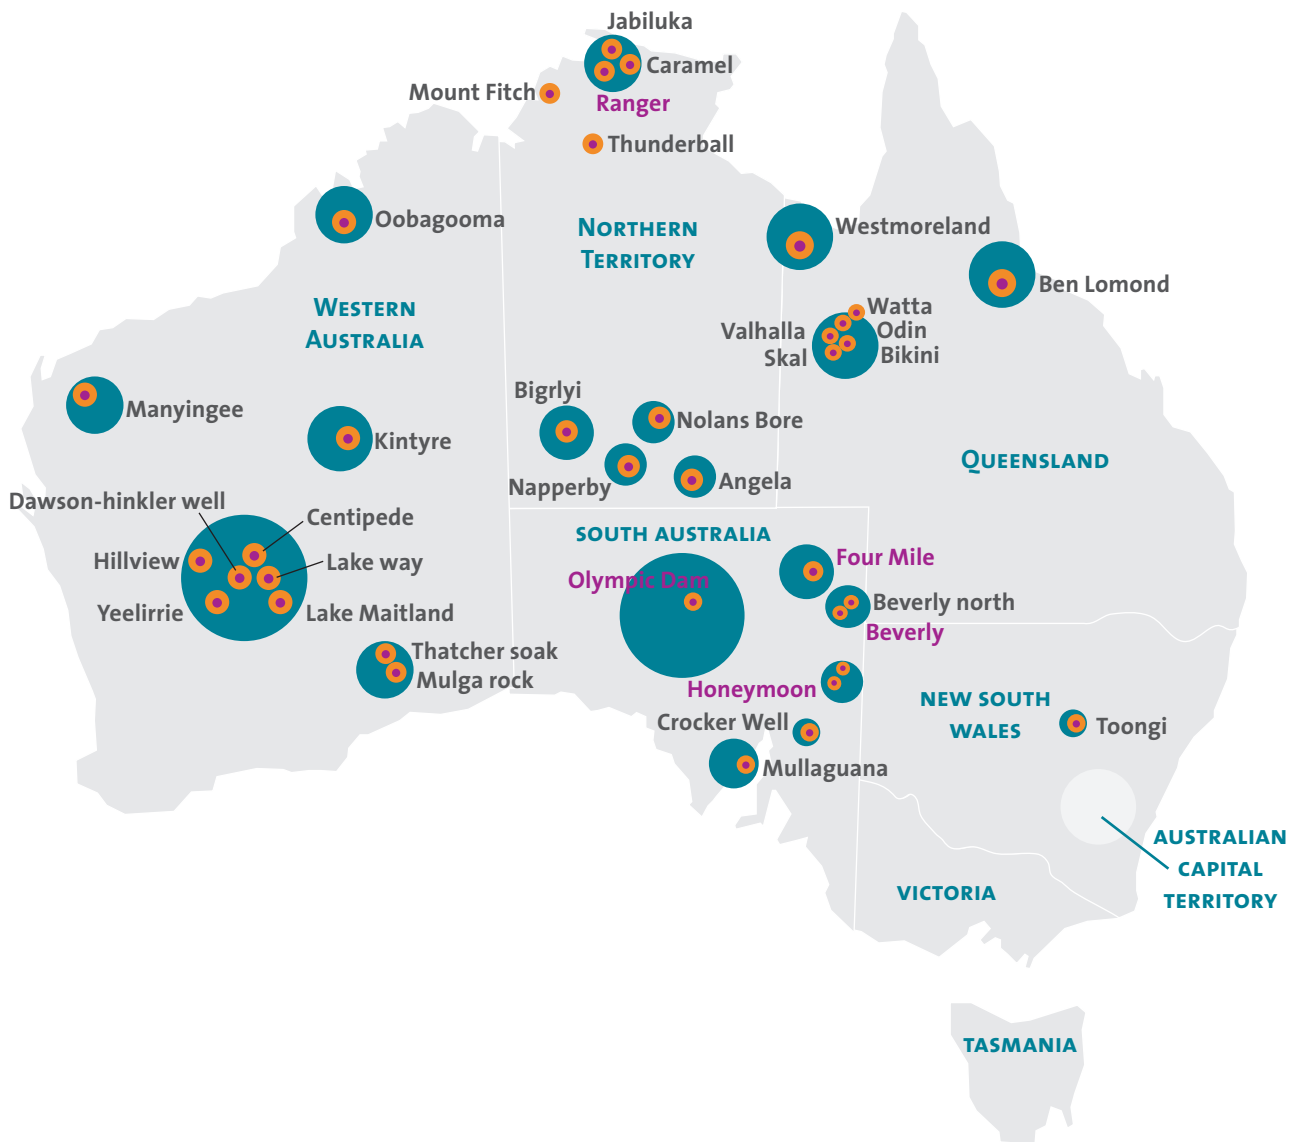 Jabiluka
Caramel
Mount Fitch
Ranger
Thunderball
Oobagooma
NORTHERN
TERRITORY
Westmoreland
Ben Lomond
WESTERN
AUSTRALIA
Watta
Valhalla
Odin
Skal
Bikini
Bigrlyi
Manyingee
Nolans Bore
Kintyre
QUEENSLAND
Napperby
Angela
Dawson-hinkler well
Centipede
SOUTH AUSTRALIA
Hillview
Lake way
Four Mile
Olympic Dam
Yeelirrie
Lake Maitland
Beverly north
Beverly
Thatcher soak
Mulga rock
Honeymoon
NEW SOUTH
WALES
Crocker Well
Toongi
Mullaguana
AUSTRALIAN
CAPITAL
TERRITORY
VICTORIA
TASMANIA